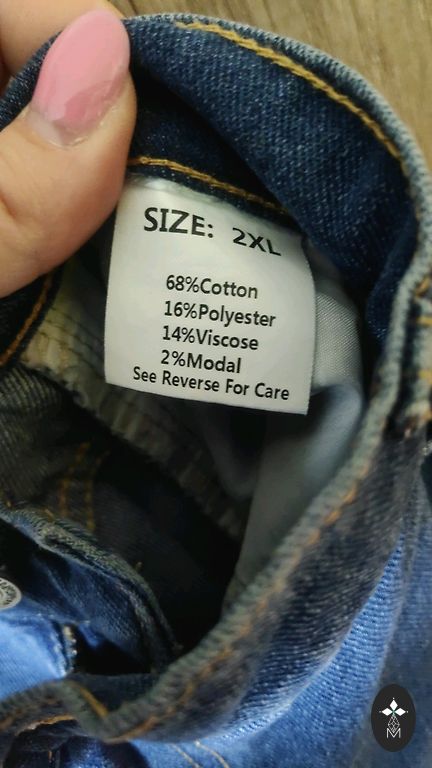 SIZE: 2XL
68%Cotton
16%Polyester
14%Viscose
2%Modal
See Reverse For Care
M